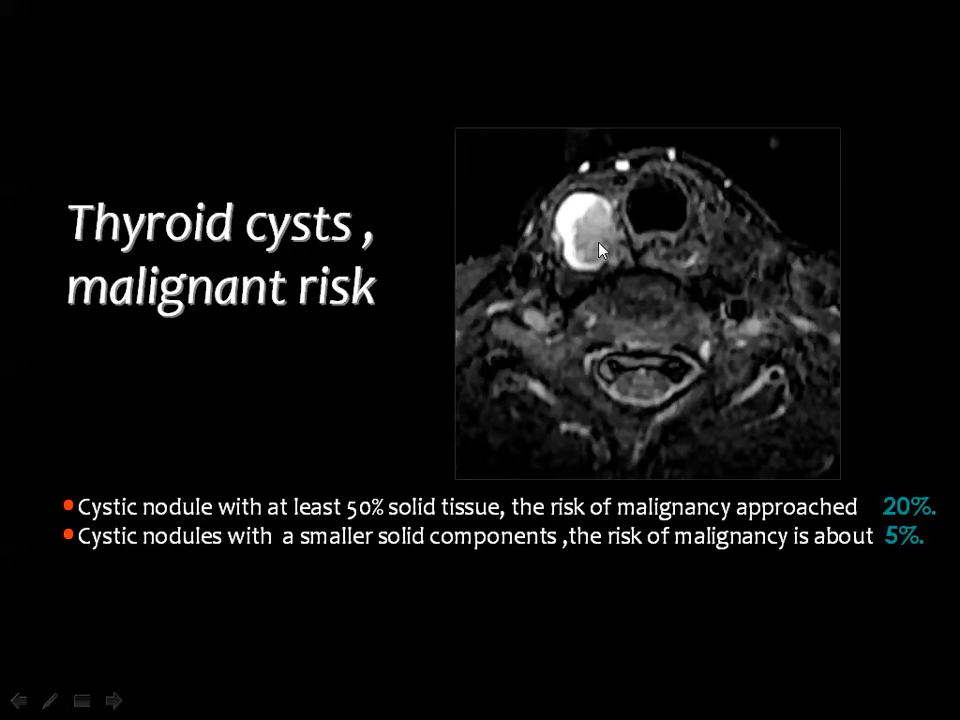 Thyroid cysts ,
malignant risk
Cystic nodule with at least 50% solid tissue, the risk of malignancy approached 20%.
Cystic nodules with a smaller solid components ,the risk of malignancy is about 5%.